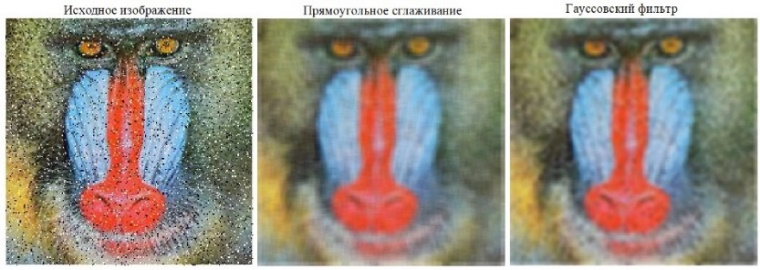 Исходное изображение
Прямоугольное сглаживание
Гауссовский фильтр